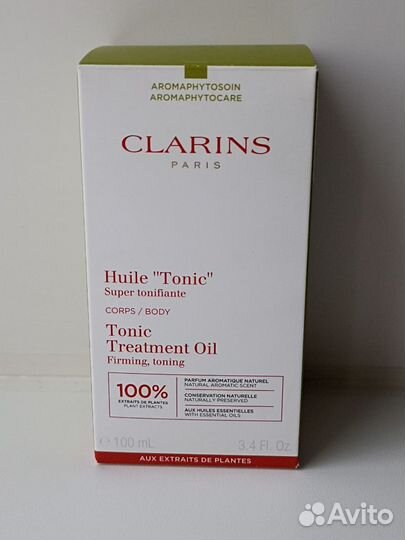 AROMAPHYTOSOIN
AROMAPHYTOCARE
CLARINS
PARIS
Huile "Tonic"
Super tonifiante
CORPS / BODY
Tonic
Treatment Oil
Firming, toning
100%
EXTRAITS DE PLANTES
PLANT EXTRACTS
PARFUM AROMATIQUE NATUREL
NATURAL AROMATIC SCENT
CONSERVATION NATURELLE
NATURALLY PRESERVED
AUX HUILES ESSENTIELLES
WITH ESSENTIAL OILS
℮ 100 mL 3.4 Fl. Oz.
AUX EXTRAITS DE PLANTES
Avito